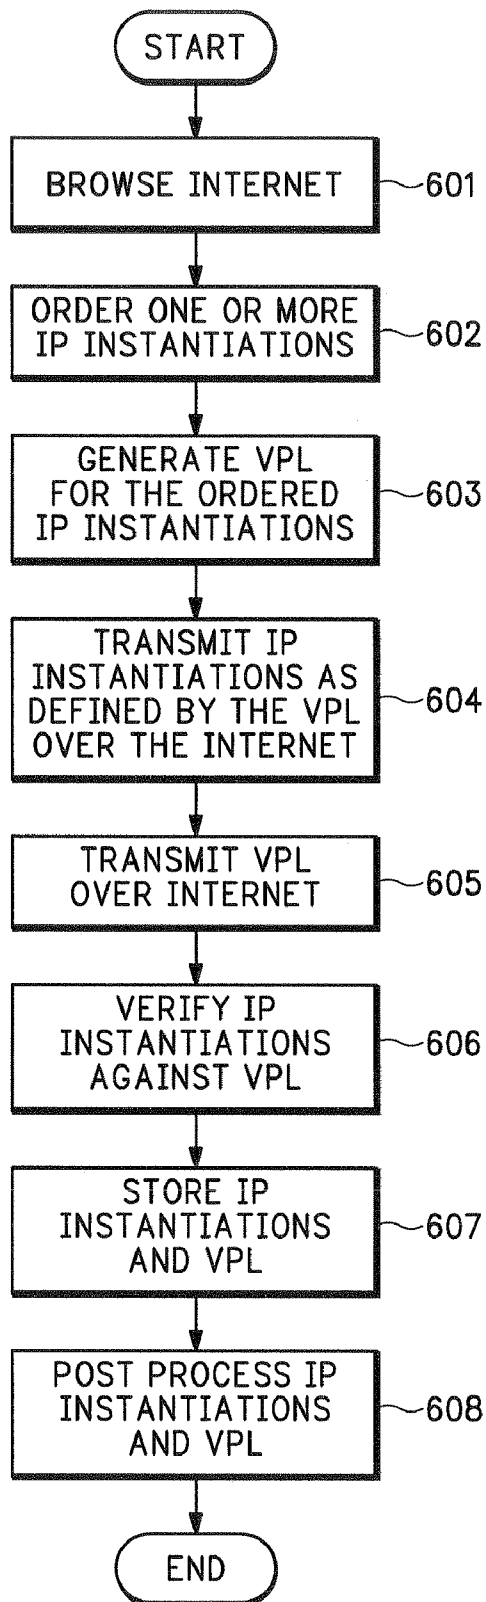 START
BROWSE INTERNET
601
ORDER ONE OR MORE
IP INSTANTIATIONS
602
GENERATE VPL
FOR THE ORDERED
IP INSTANTIATIONS
603
TRANSMIT IP
INSTANTIATIONS AS
DEFINED BY THE VPL
OVER THE INTERNET
604
TRANSMIT VPL
OVER INTERNET
605
VERIFY IP
INSTANTIATIONS
AGAINST VPL
606
STORE IP
INSTANTIATIONS
AND VPL
607
POST PROCESS IP
INSTANTIATIONS
AND VPL
608
END